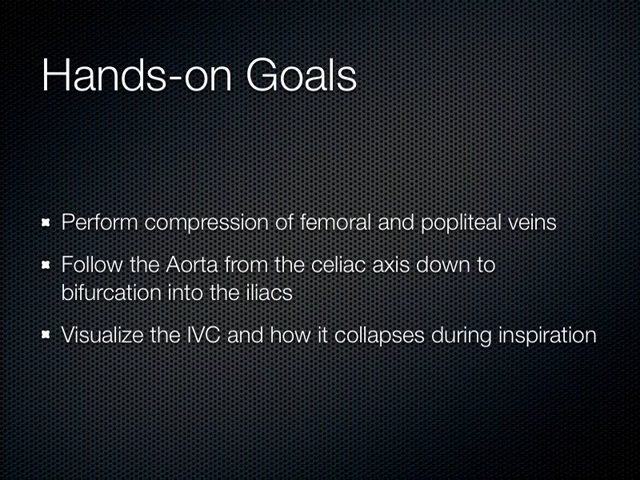 Hands-on Goals
Perform compression of femoral and popliteal veins
Follow the Aorta from the celiac axis down to
bifurcation into the iliacs
Visualize the IVC and how it collapses during inspiration